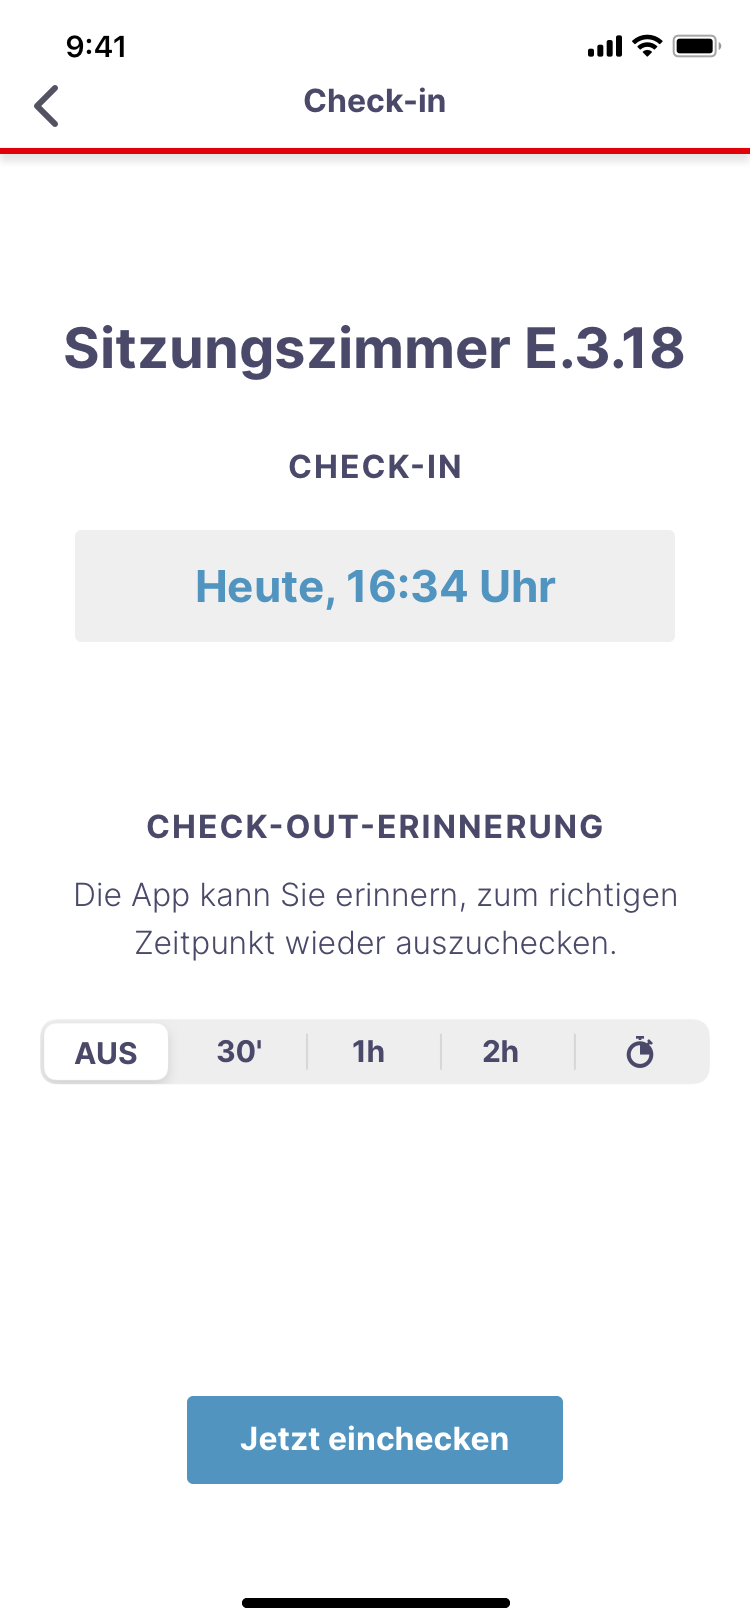 9:41
Check-in
Sitzungszimmer E.3.18
CHECK-IN
Heute, 16:34 Uhr
CHECK-OUT-ERINNERUNG
Die App kann Sie erinnern, zum richtigen
Zeitpunkt wieder auszuchecken.
AUS 30' 1h 2h
Jetzt einchecken